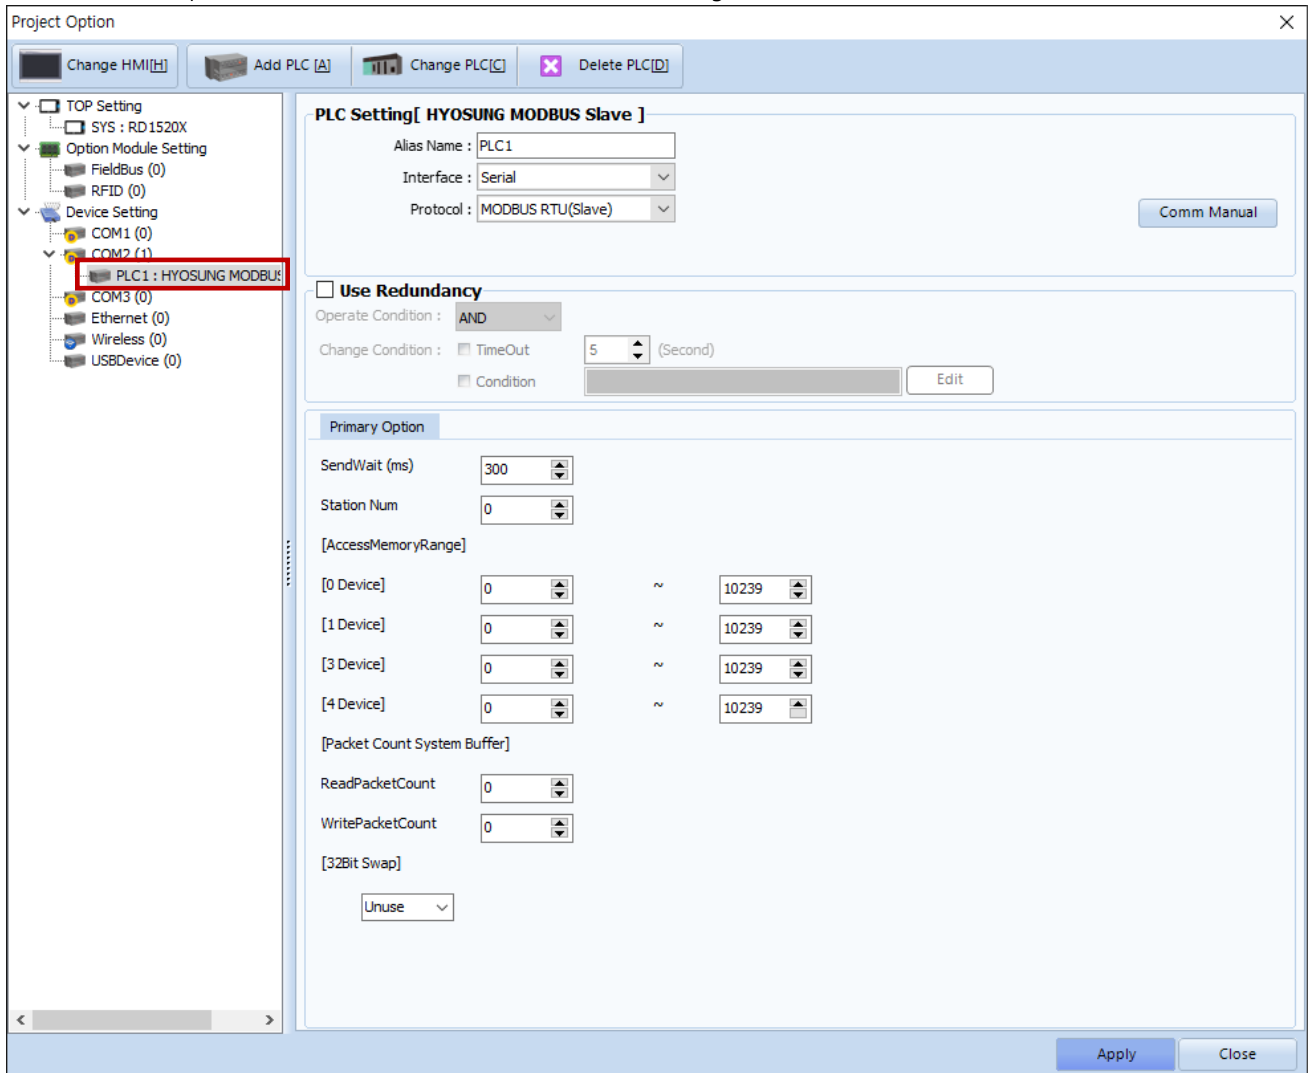 Project Option
Change HMI[H] Add PLC [A] Change PLC[C] Delete PLC[D]
TOP Setting
SYS : RD1520X
Option Module Setting
FieldBus (0)
RFID (0)
Device Setting
COM1 (0)
COM2 (1)
PLC1 : HYOSUNG MODBUS
COM3 (0)
Ethernet (0)
Wireless (0)
USBDevice (0)
PLC Setting[ HYOSUNG MODBUS Slave ]
Alias Name : PLC1
Interface : Serial
Protocol : MODBUS RTU(Slave)
Comm Manual
Use Redundancy
Operate Condition : AND
Change Condition : TimeOut 5 (Second)
Condition Edit
Primary Option
SendWait (ms) 300
Station Num 0
[AccessMemoryRange]
[0 Device] 0 ~ 10239
[1 Device] 0 ~ 10239
[3 Device] 0 ~ 10239
[4 Device] 0 ~ 10239
[Packet Count System Buffer]
ReadPacketCount 0
WritePacketCount 0
[32Bit Swap]
Unuse
Apply Close